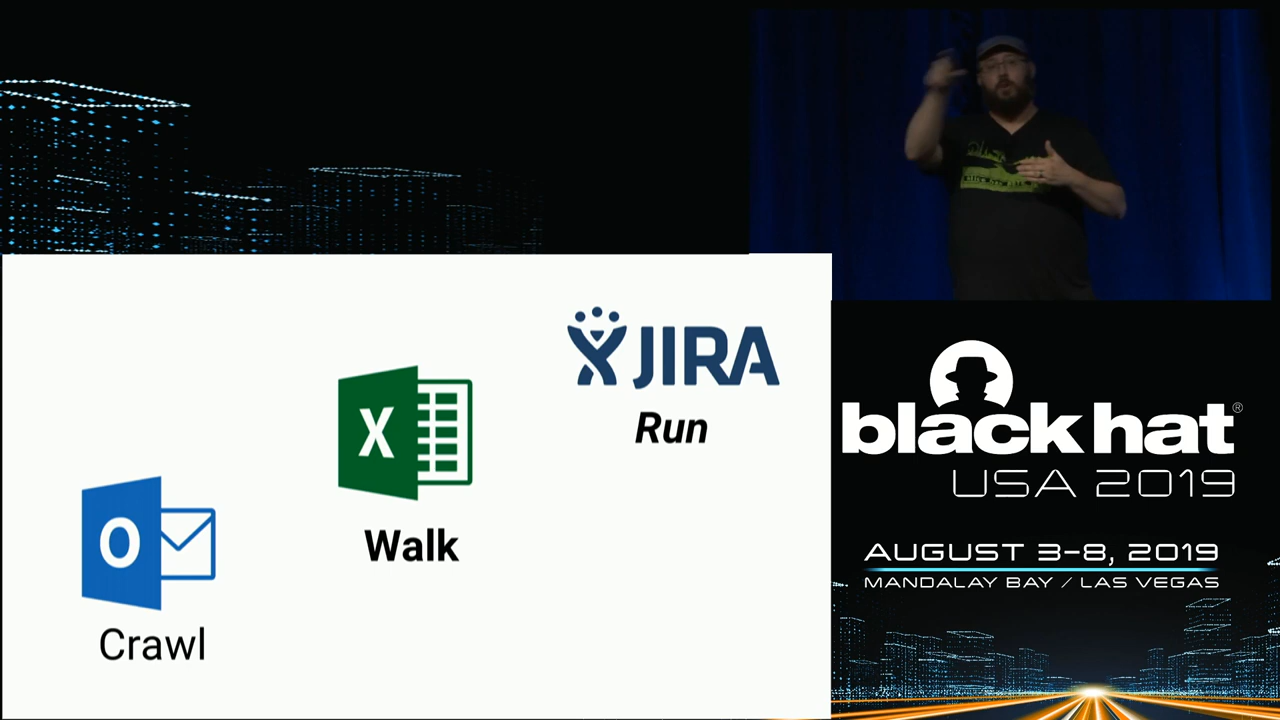 JIRA
Run
X
Walk
O
Crawl
black hat®
USA 2019
AUGUST 3-8, 2019
MANDALAY BAY / LAS VEGAS